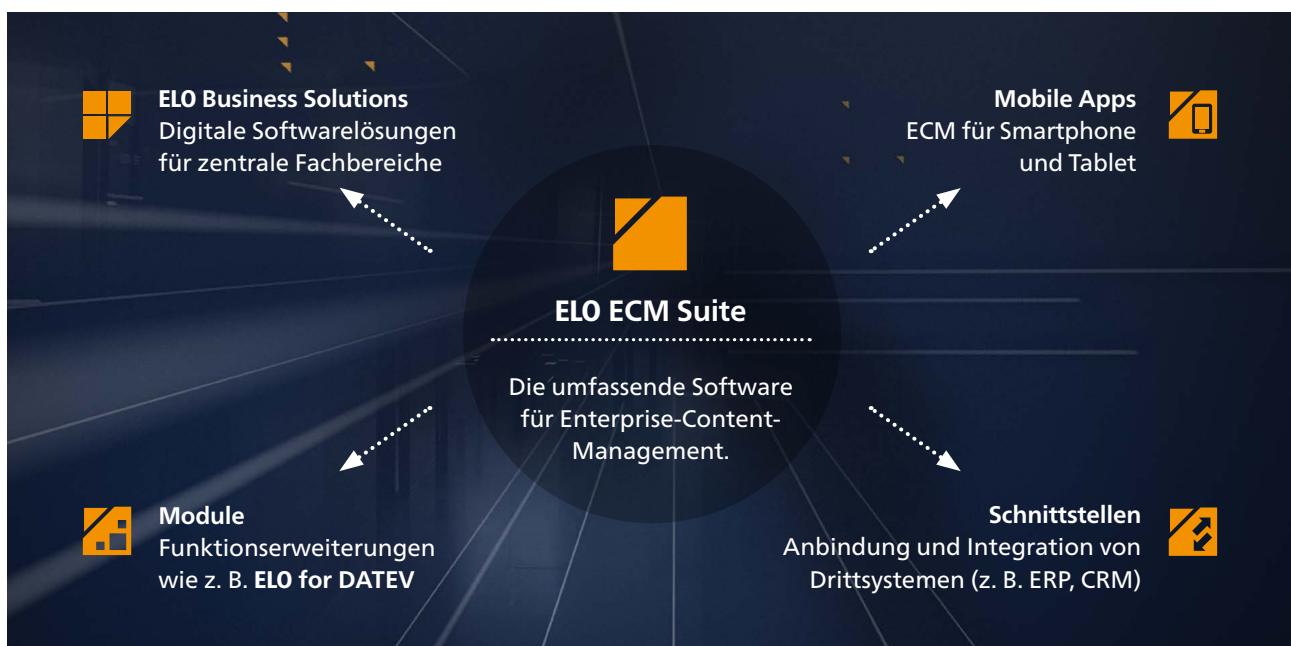 ELO Business Solutions
Digitale Softwarelösungen
für zentrale Fachbereiche
Mobile Apps
ECM für Smartphone
und Tablet
ELO ECM Suite
Die umfassende Software
für Enterprise-Content-
Management.
Module
Funktionserweiterungen
wie z. B. ELO for DATEV
Schnittstellen
Anbindung und Integration von
Drittsystemen (z. B. ERP, CRM)